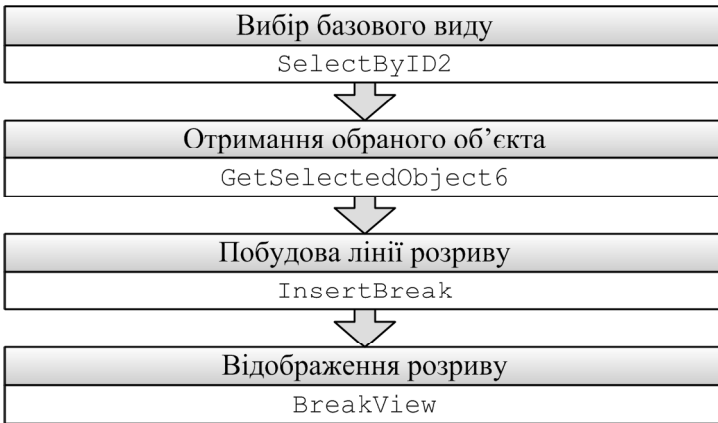 Вибір базового виду
SelectByID2
Отримання обраного об’єкта
GetSelectedObject6
Побудова лінії розриву
InsertBreak
Відображення розриву
BreakView